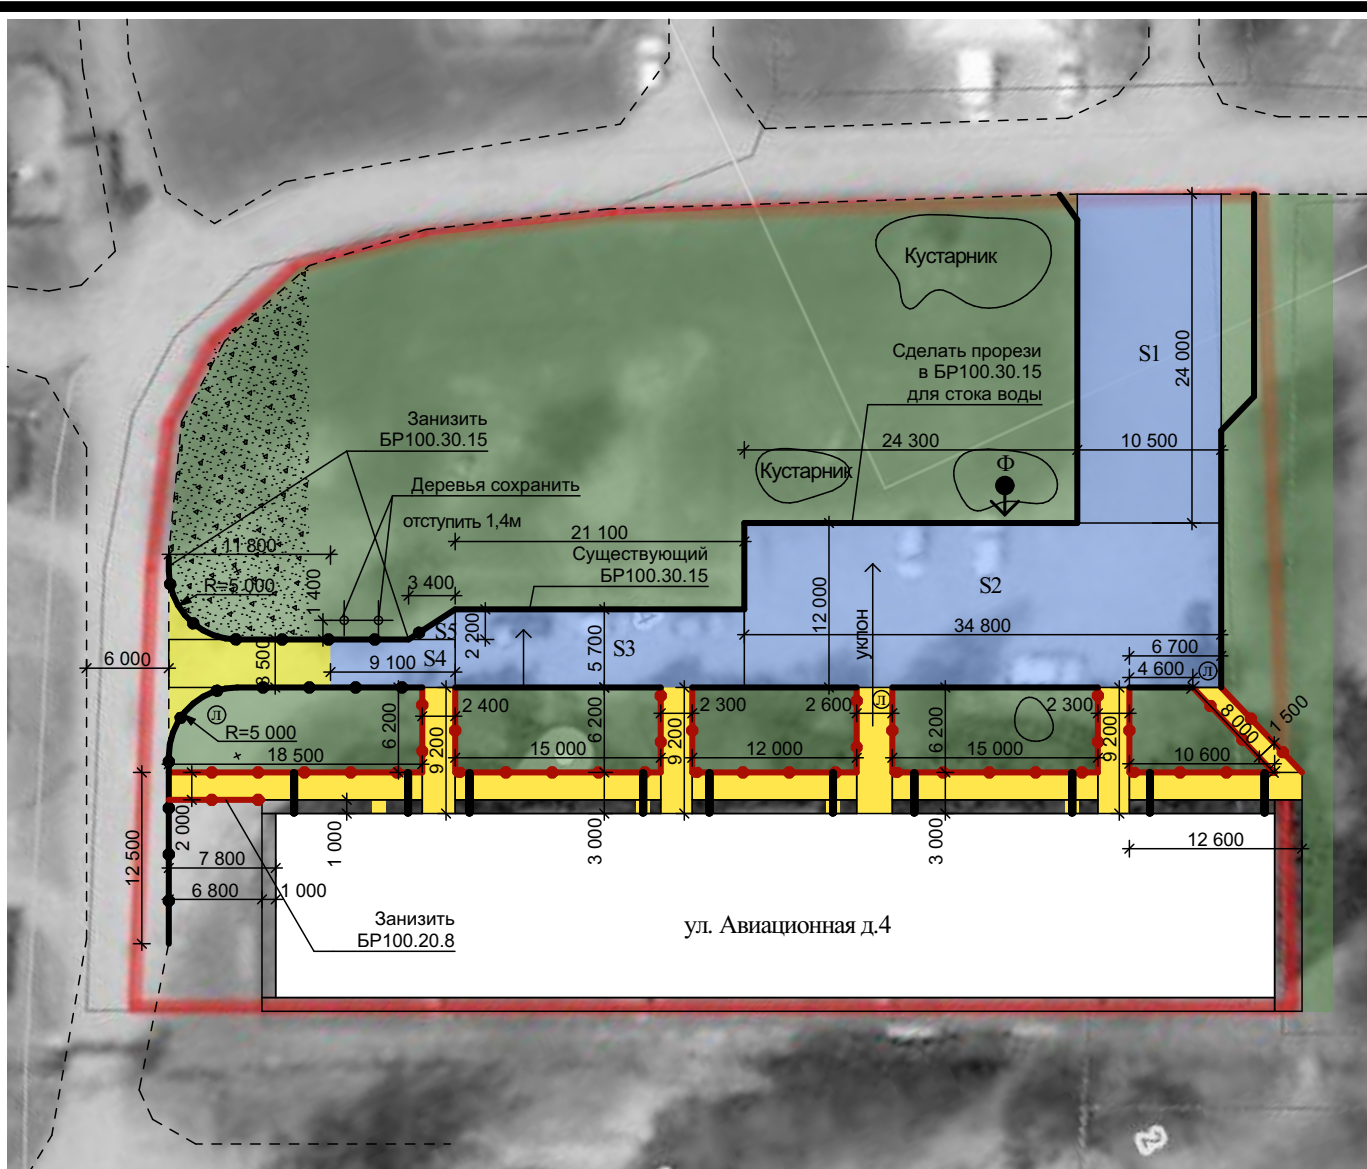 Кустарник
S1
24 000
Сделать прорези
в БР100.30.15
для стока воды
Занизить
БР100.30.15
24 300
10 500
Кустарник
Ф
Деревья сохранить
отступить 1,4м
21 100
11 800
Существующий
БР100.30.15
R=5 000
1 400
3 400
S2
12 000
уклон
S5
2 200
S3
5 700
34 800
S4
6 000
9 100
6 700
4 600
Л
Л
Л
6 200
2 400
6 200
2 300
2 600
6 200
2 300
8 000
1 500
R=5 000
9 200
9 200
9 200
18 500
15 000
12 000
15 000
10 600
2 000
12 500
1 000
3 000
3 000
12 600
7 800
6 800
1 000
Занизить
БР100.20.8
ул. Авиационная д.4